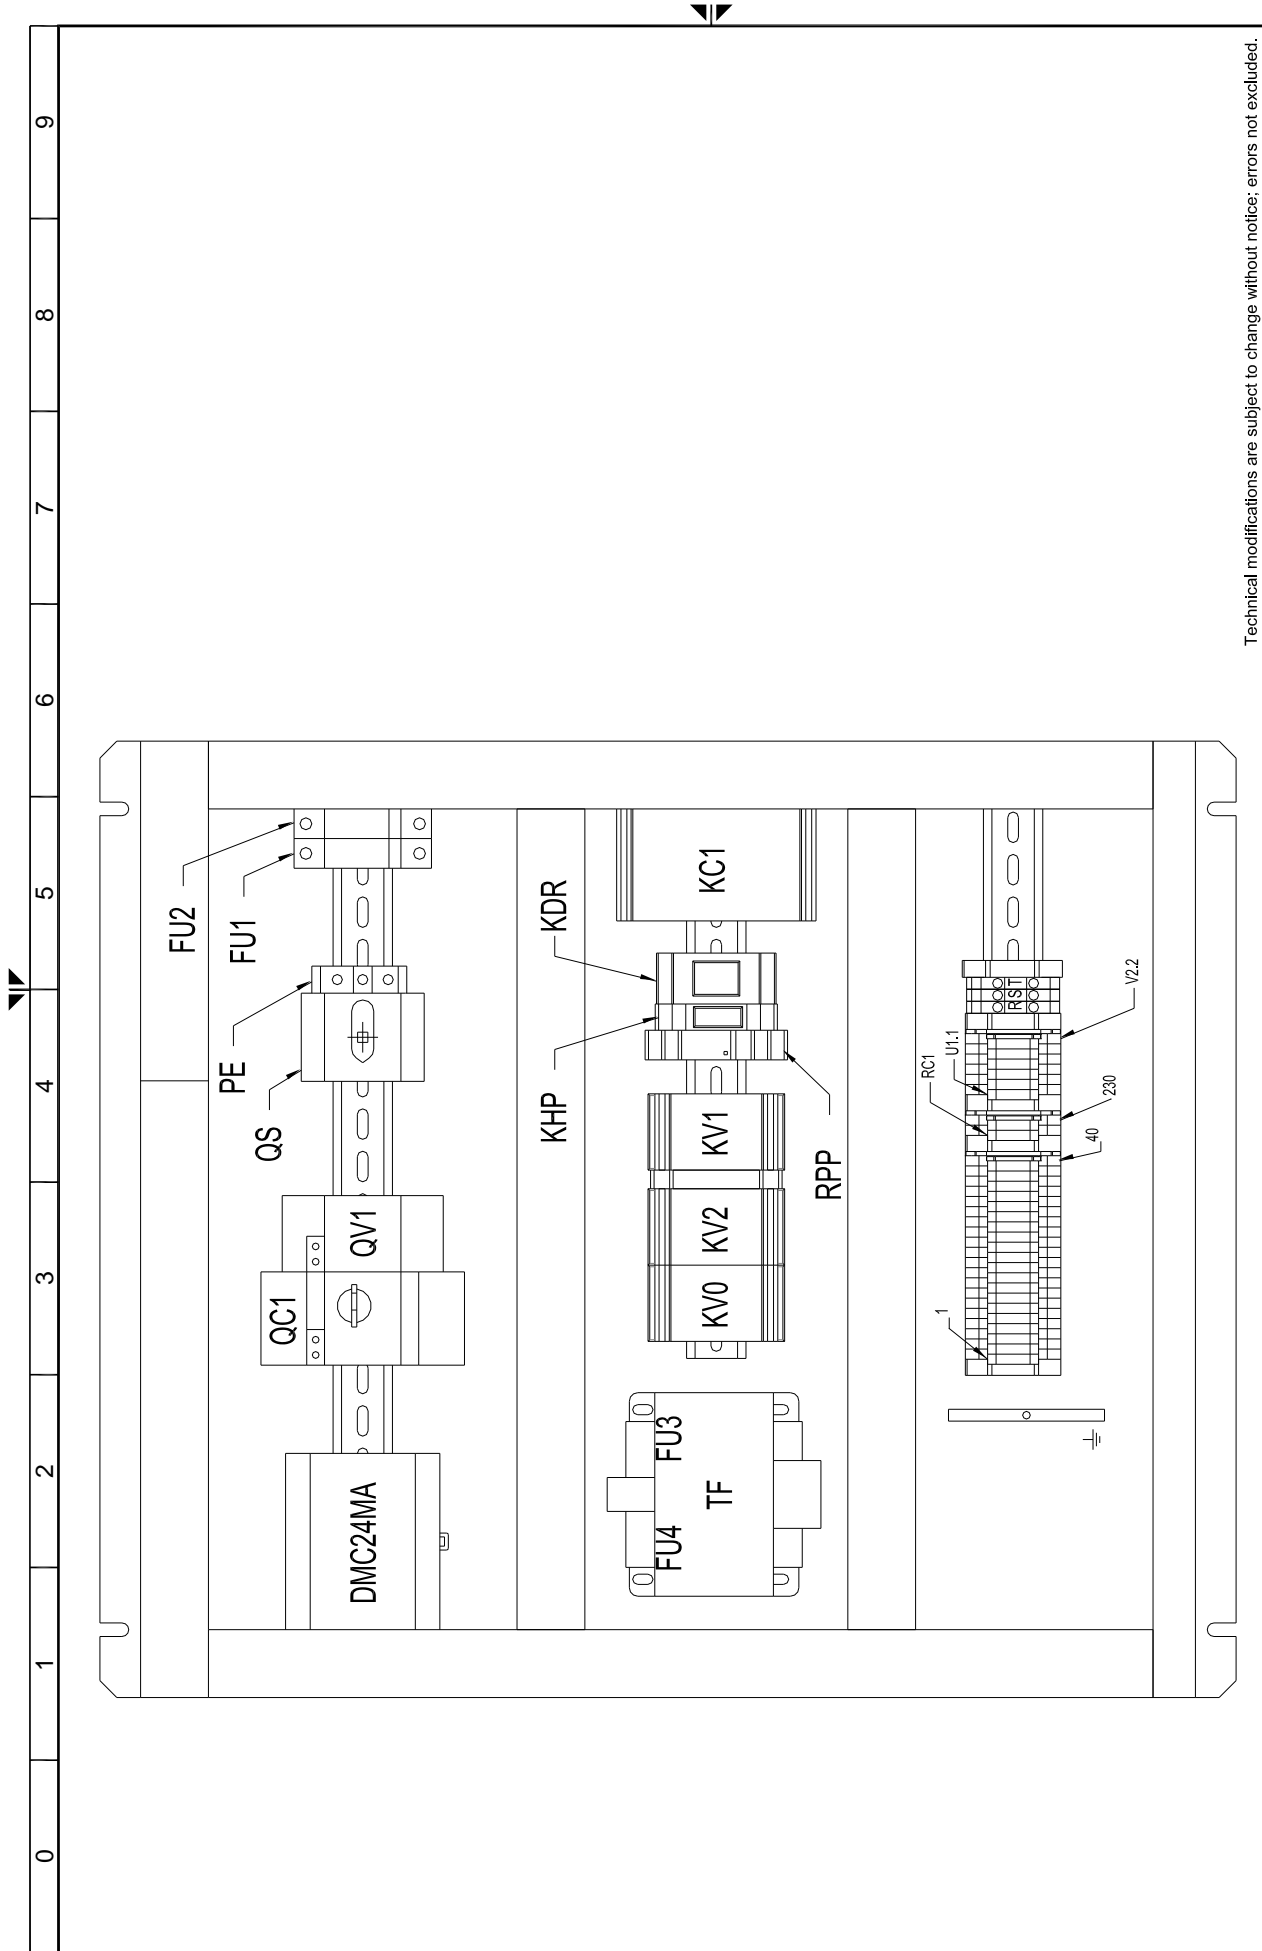 0 1 2 3 4 5 6 7 8 9
FU2
FU1
PE
QS
QV1
QC1
DMC24MA
KDR
KC1
KHP
KV1
RPP
KV2
KV0
FU3
FU4
TF
V2.2
R S T
U1.1
RC1
230
40
1
Technical modifications are subject to change without notice; errors not excluded.